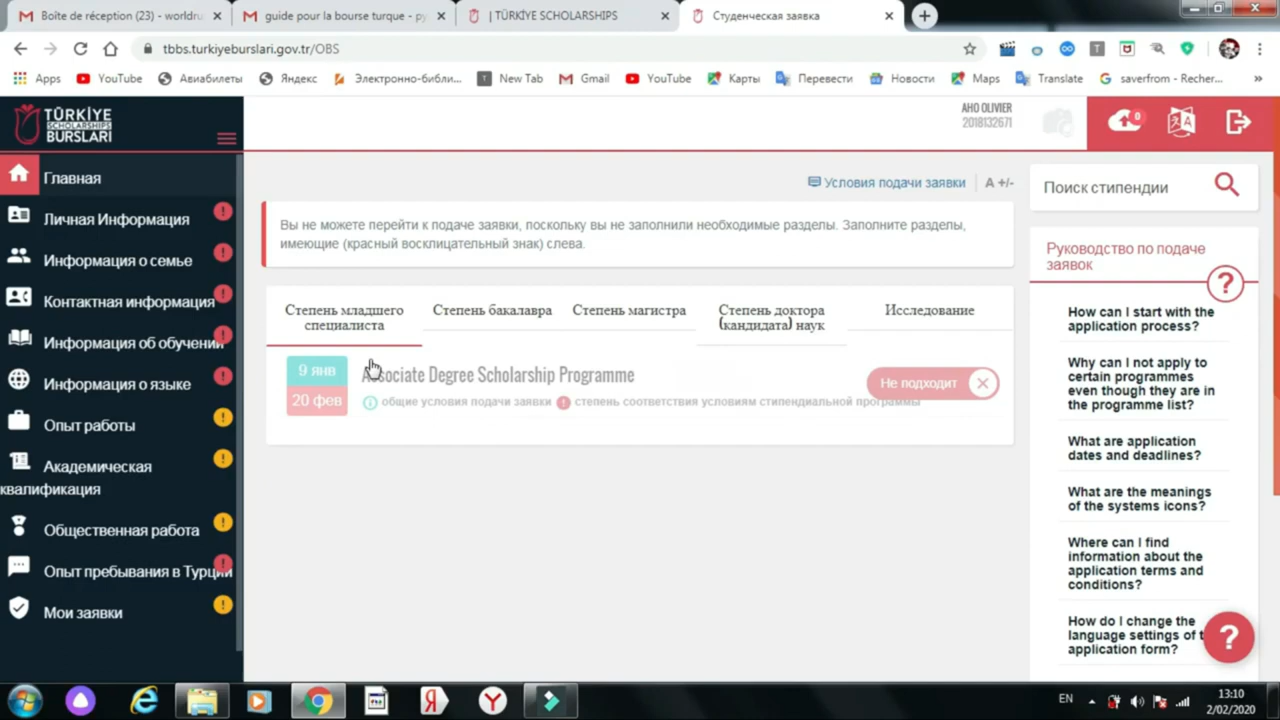 Boîte de réception (23) - worldru
guide pour la bourse turque - py
| TÜRKİYE SCHOLARSHIPS
Студенческая заявка
tbbs.turkiyeburslari.gov.tr/OBS
Apps
YouTube
Авиабилеты
Яндекс
Электронно-библи...
New Tab
Gmail
YouTube
Карты
Перевести
Новости
Maps
Translate
saverfrom - Recher...
TÜRKİYE
SCHOLARSHIPS
BURSLARI
AHO OLIVIER
2018132671
0
Главная
Личная Информация
Информация о семье
Контактная информация
Информация об обучении
Информация о языке
Опыт работы
Академическая
квалификация
Общественная работа
Опыт пребывания в Турции
Мои заявки
Условия подачи заявки
A +/-
Вы не можете перейти к подаче заявки, поскольку вы не заполнили необходимые разделы. Заполните разделы,
имеющие (красный восклицательный знак) слева.
Степень младшего
специалиста
Степень бакалавра
Степень магистра
Степень доктора
(кандидата) наук
Исследование
9 янв
20 фев
Associate Degree Scholarship Programme
общие условия подачи заявки
степень соответствия условиям стипендиальной программы
Не подходит
Поиск стипендии
Руководство по подаче
заявок
?
How can I start with the
application process?
Why can I not apply to
certain programmes
even though they are in
the programme list?
What are application
dates and deadlines?
What are the meanings
of the systems icons?
Where can I find
information about the
application terms and
conditions?
How do I change the
language settings of t
application form?
?
EN
13:10
2/02/2020